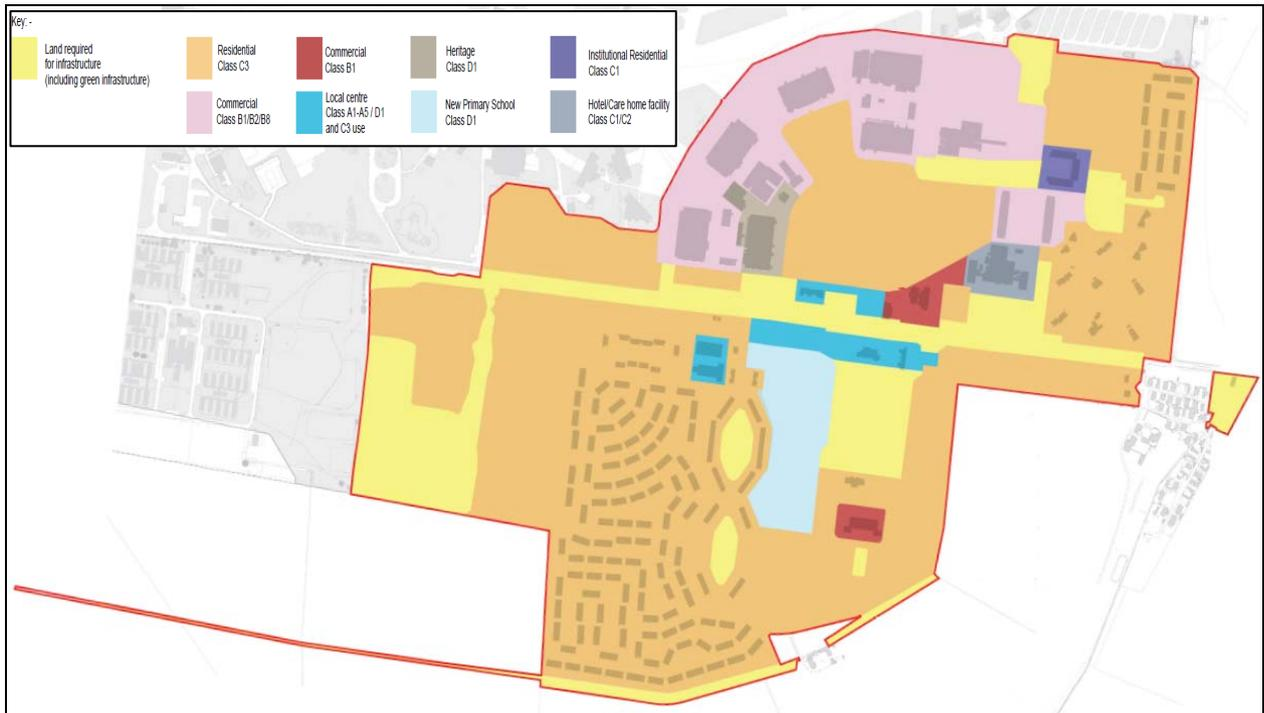 Key: -
Land required
for infrastructure
(including green infrastructure)
Residential
Class C3
Commercial
Class B1
Heritage
Class D1
Institutional Residential
Class C1
Commercial
Class B1/B2/B8
Local centre
Class A1-A5 / D1
and C3 use
New Primary School
Class D1
Hotel/Care home facility
Class C1/C2